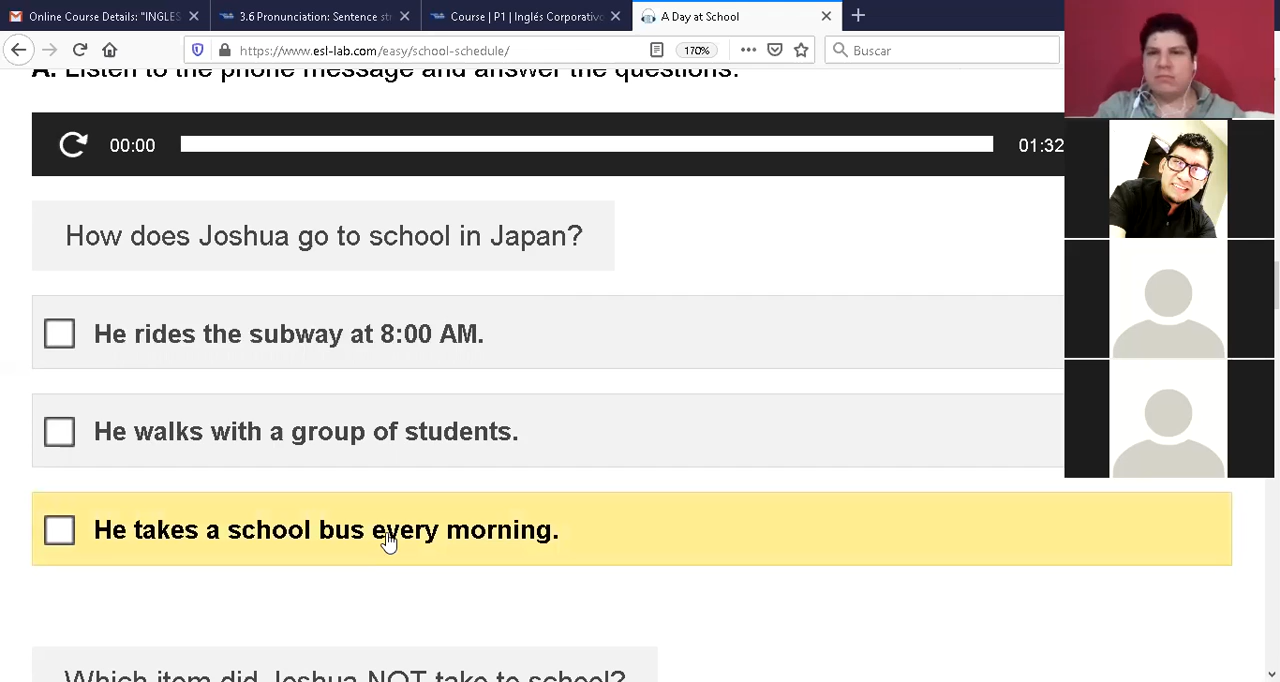 Online Course Details: "INGLES
3.6 Pronunciation: Sentence str
Course | P1 | Inglés Corporativo
A Day at School
https://www.esl-lab.com/easy/school-schedule/
170%
Buscar
A. Listen to the phone message and answer the questions.
00:00
01:32
How does Joshua go to school in Japan?
He rides the subway at 8:00 AM.
He walks with a group of students.
He takes a school bus every morning.
Which item did Joshua NOT take to school?